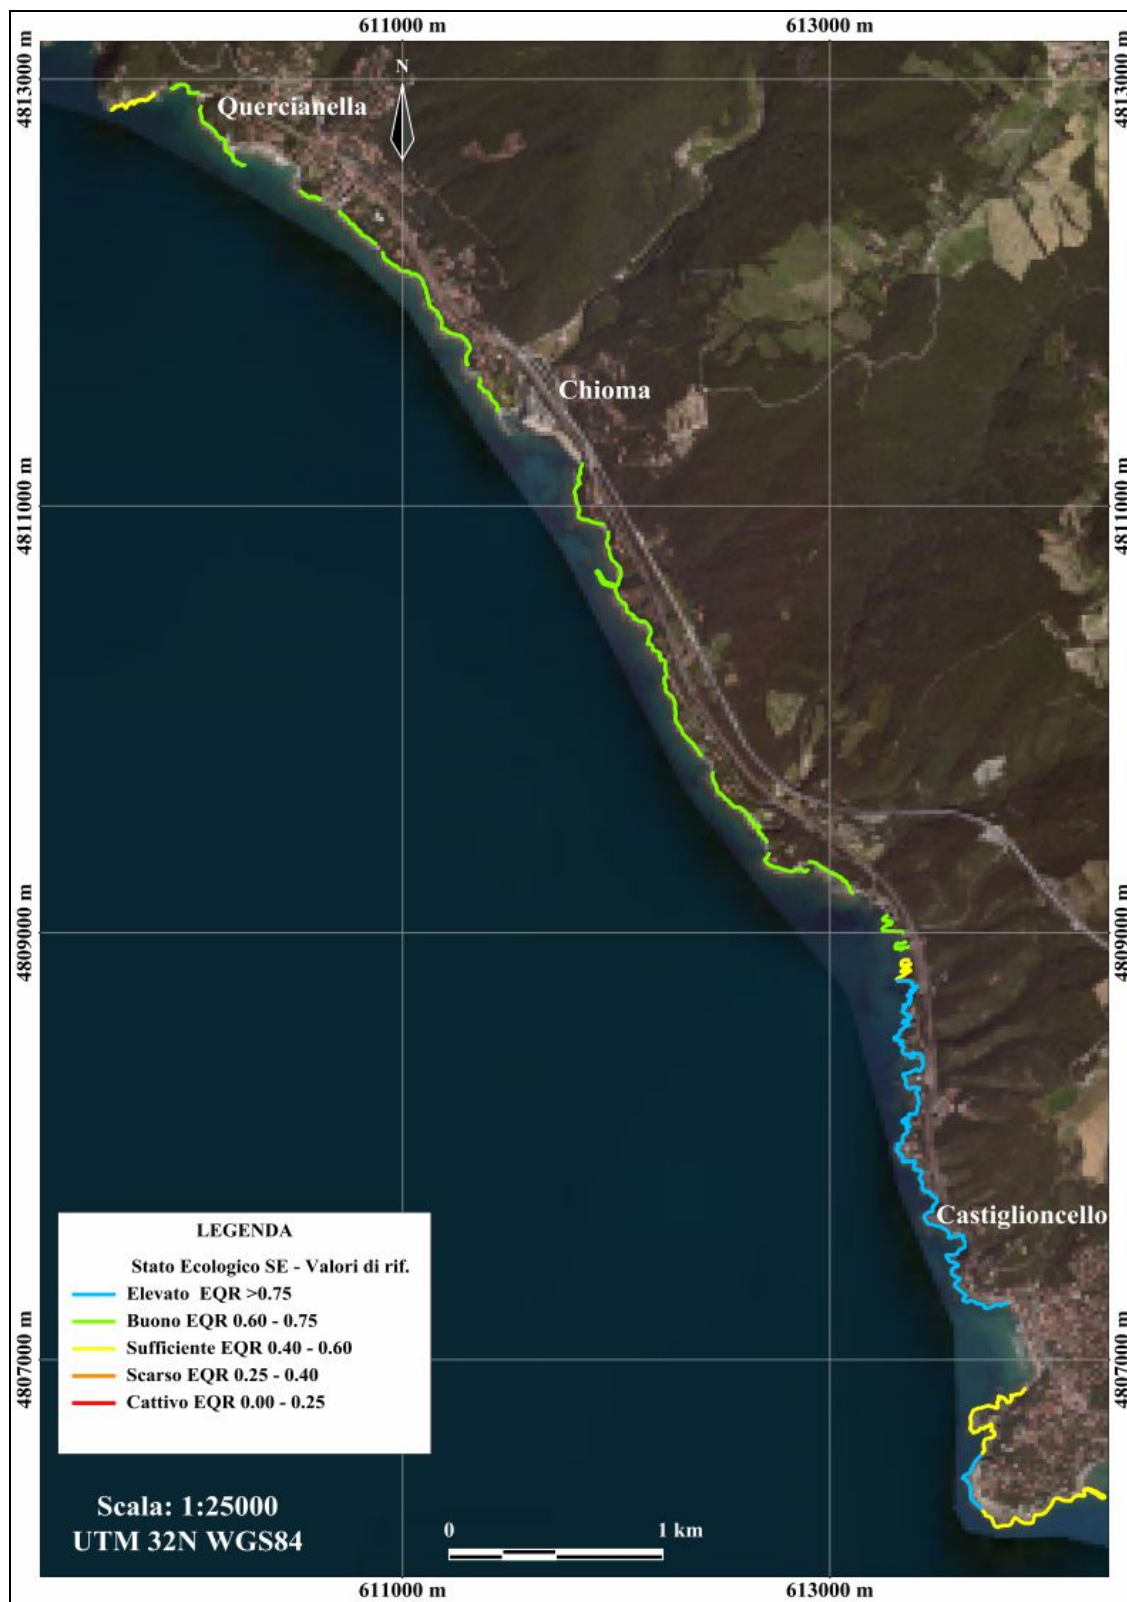 611000 m
613000 m
4813000 m
4813000 m
N
Quercianella
Chioma
4811000 m
4811000 m
4809000 m
4809000 m
Castiglioncello
LEGENDA
Stato Ecologico SE - Valori di rif.
Elevato EQR >0.75
Buono EQR 0.60 - 0.75
Sufficiente EQR 0.40 - 0.60
Scarso EQR 0.25 - 0.40
Cattivo EQR 0.00 - 0.25
4807000 m
4807000 m
Scala: 1:25000
UTM 32N WGS84
0
1 km
611000 m
613000 m